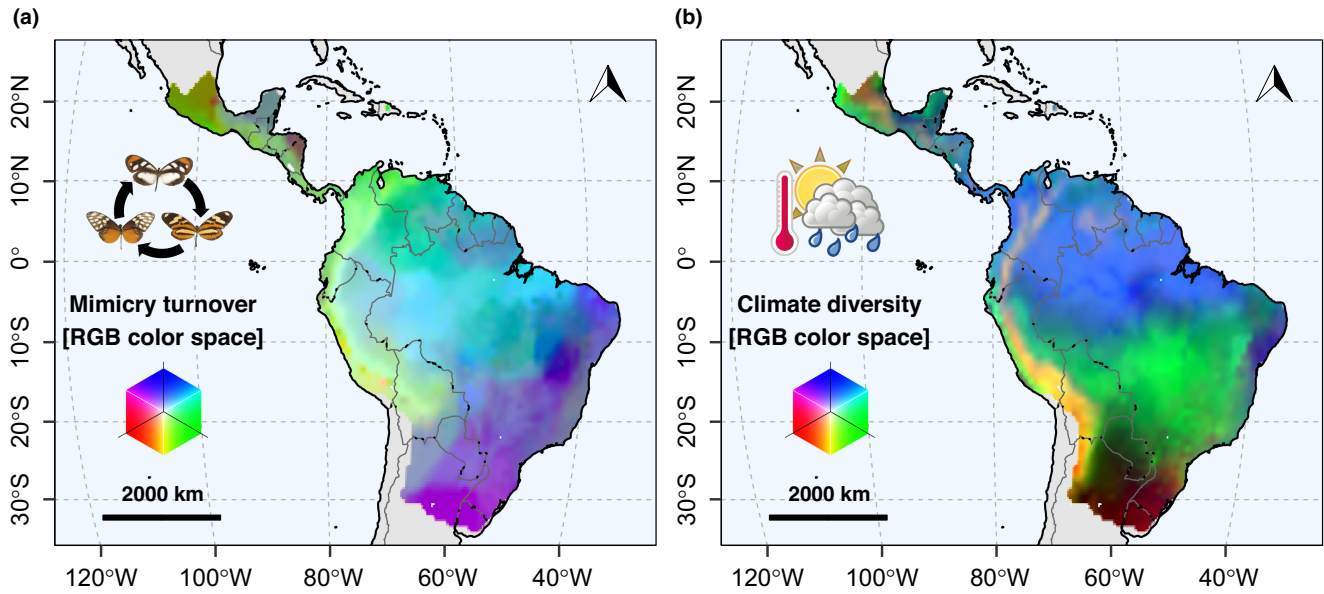 (a)
20°N
10°N
0°
10°S
20°S
30°S
Mimicry turnover
[RGB color space]
2000 km
120°W
100°W
80°W
60°W
40°W
(b)
20°N
10°N
0°
10°S
20°S
30°S
Climate diversity
[RGB color space]
2000 km
120°W
100°W
80°W
60°W
40°W